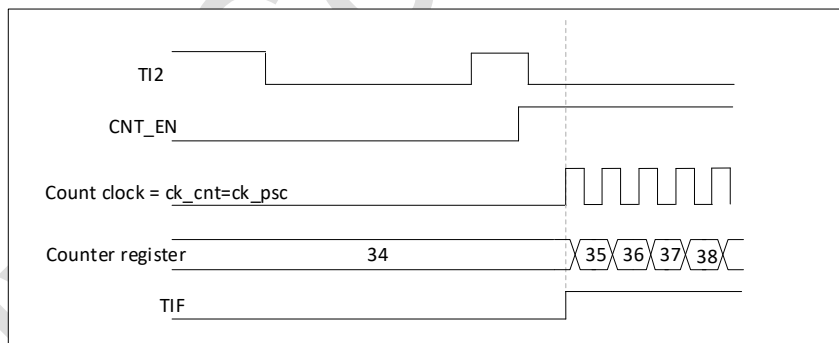 TI2
CNT_EN
Count clock = ck_cnt=ck_psc
Counter register 34 35 36 37 38
TIF